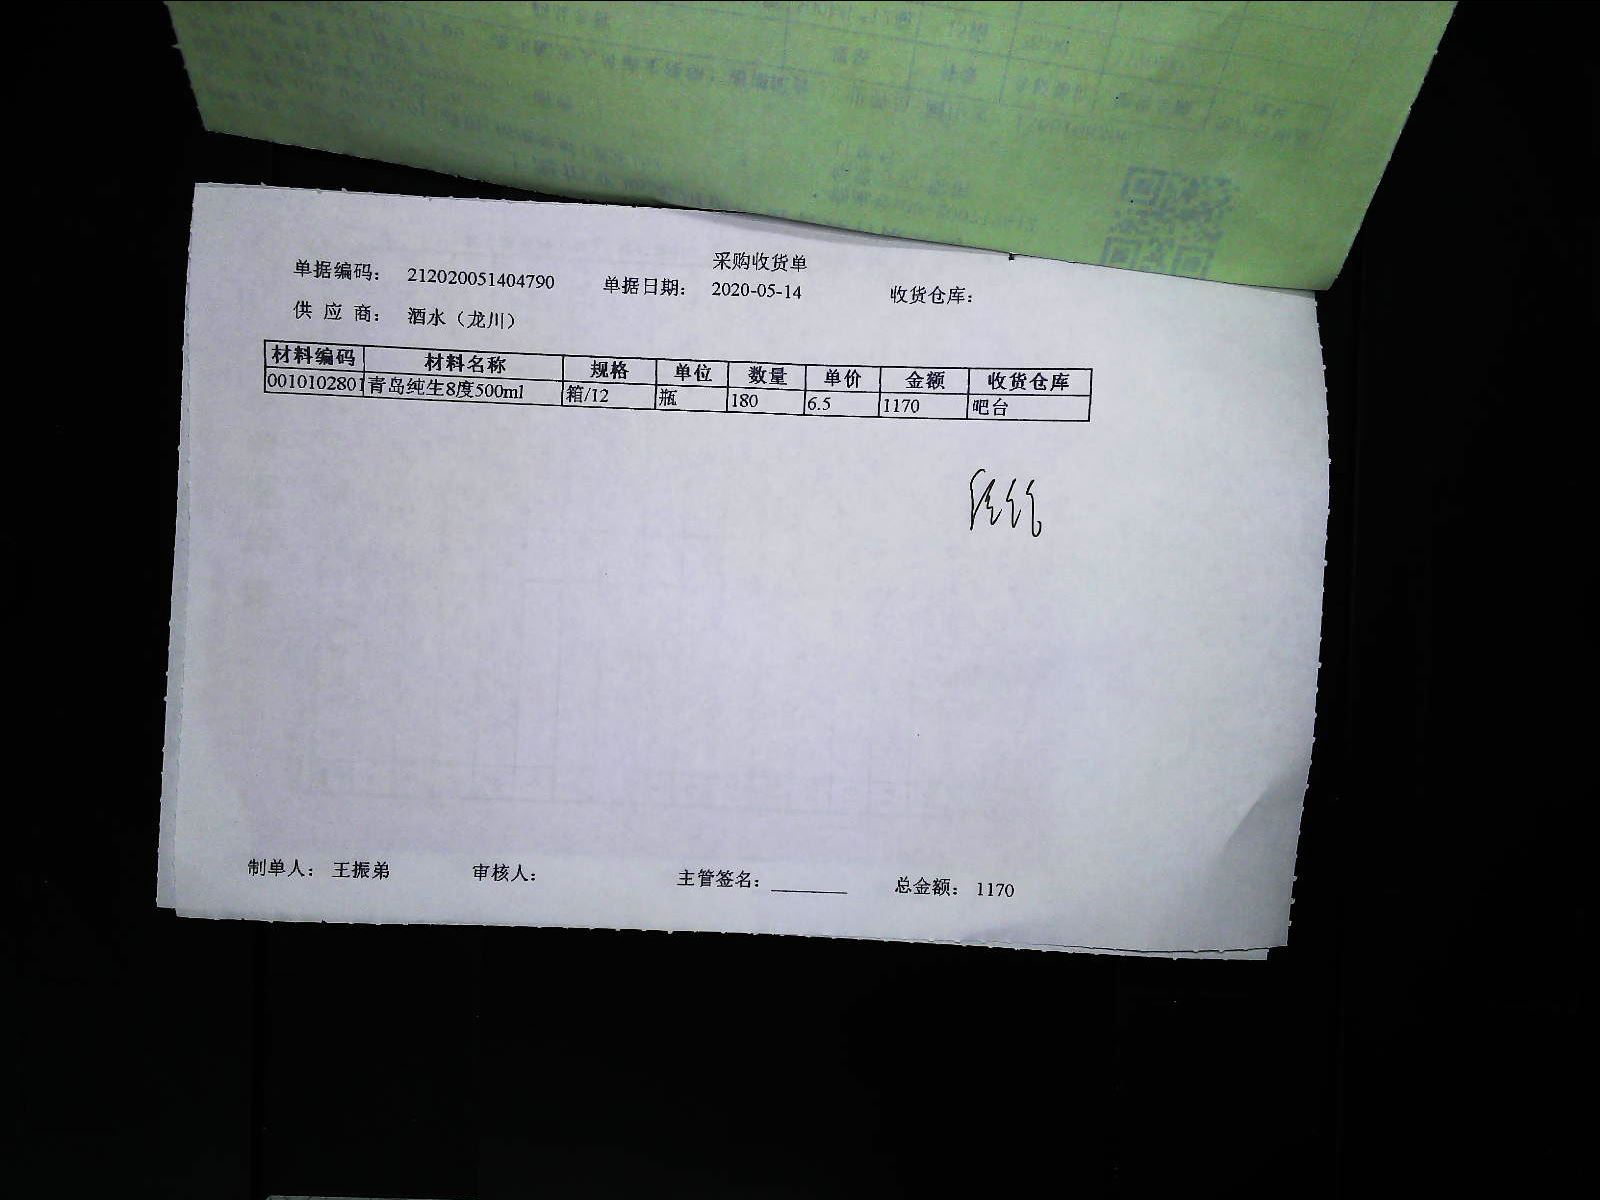 采购收货单
单据编码： 212020051404790 单据日期： 2020-05-14 收货仓库：
供 应 商： 酒水（龙川）
材料编码 材料名称 规格 单位 数量 单价 金额 收货仓库
0010102801 青岛纯生8度500ml 箱/12 瓶 180 6.5 1170 吧台
制单人： 王振弟 审核人： 主管签名： 总金额： 1170